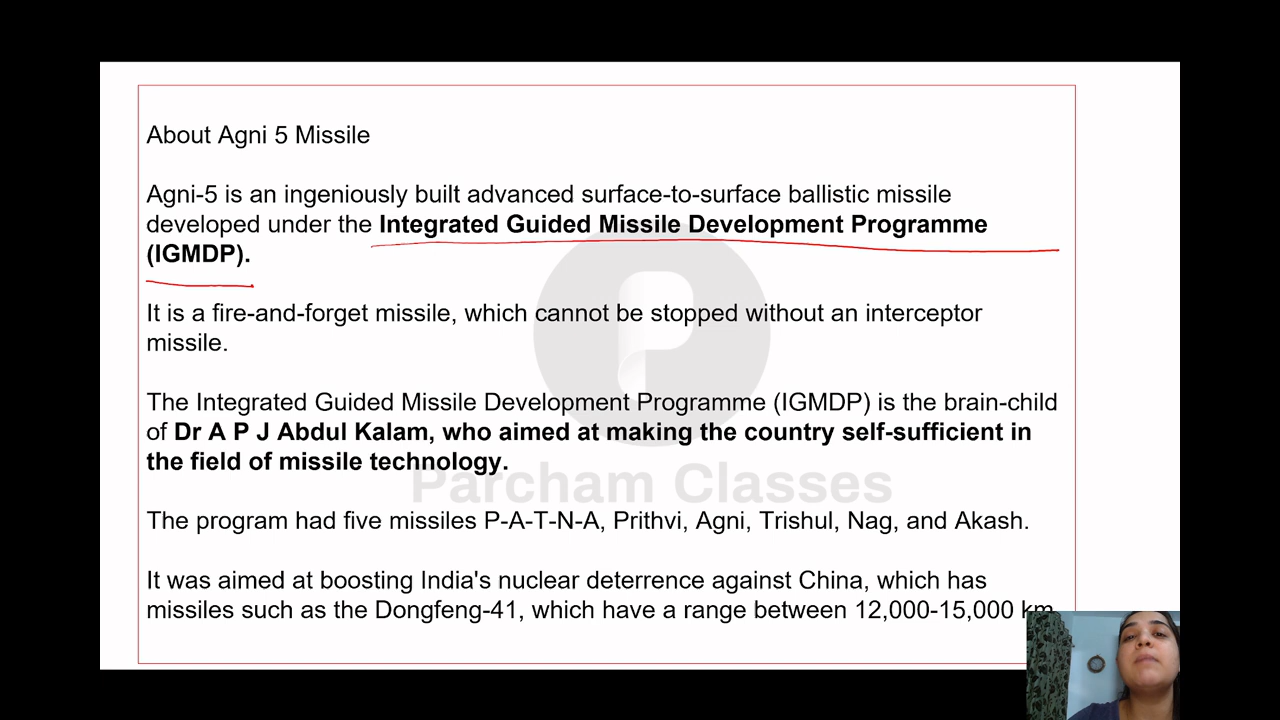 About Agni 5 Missile
Agni-5 is an ingeniously built advanced surface-to-surface ballistic missile
developed under the Integrated Guided Missile Development Programme
(IGMDP).
It is a fire-and-forget missile, which cannot be stopped without an interceptor
missile.
The Integrated Guided Missile Development Programme (IGMDP) is the brain-child
of Dr A P J Abdul Kalam, who aimed at making the country self-sufficient in
the field of missile technology.
Parcham Classes
The program had five missiles P-A-T-N-A, Prithvi, Agni, Trishul, Nag, and Akash.
It was aimed at boosting India's nuclear deterrence against China, which has
missiles such as the Dongfeng-41, which have a range between 12,000-15,000 km